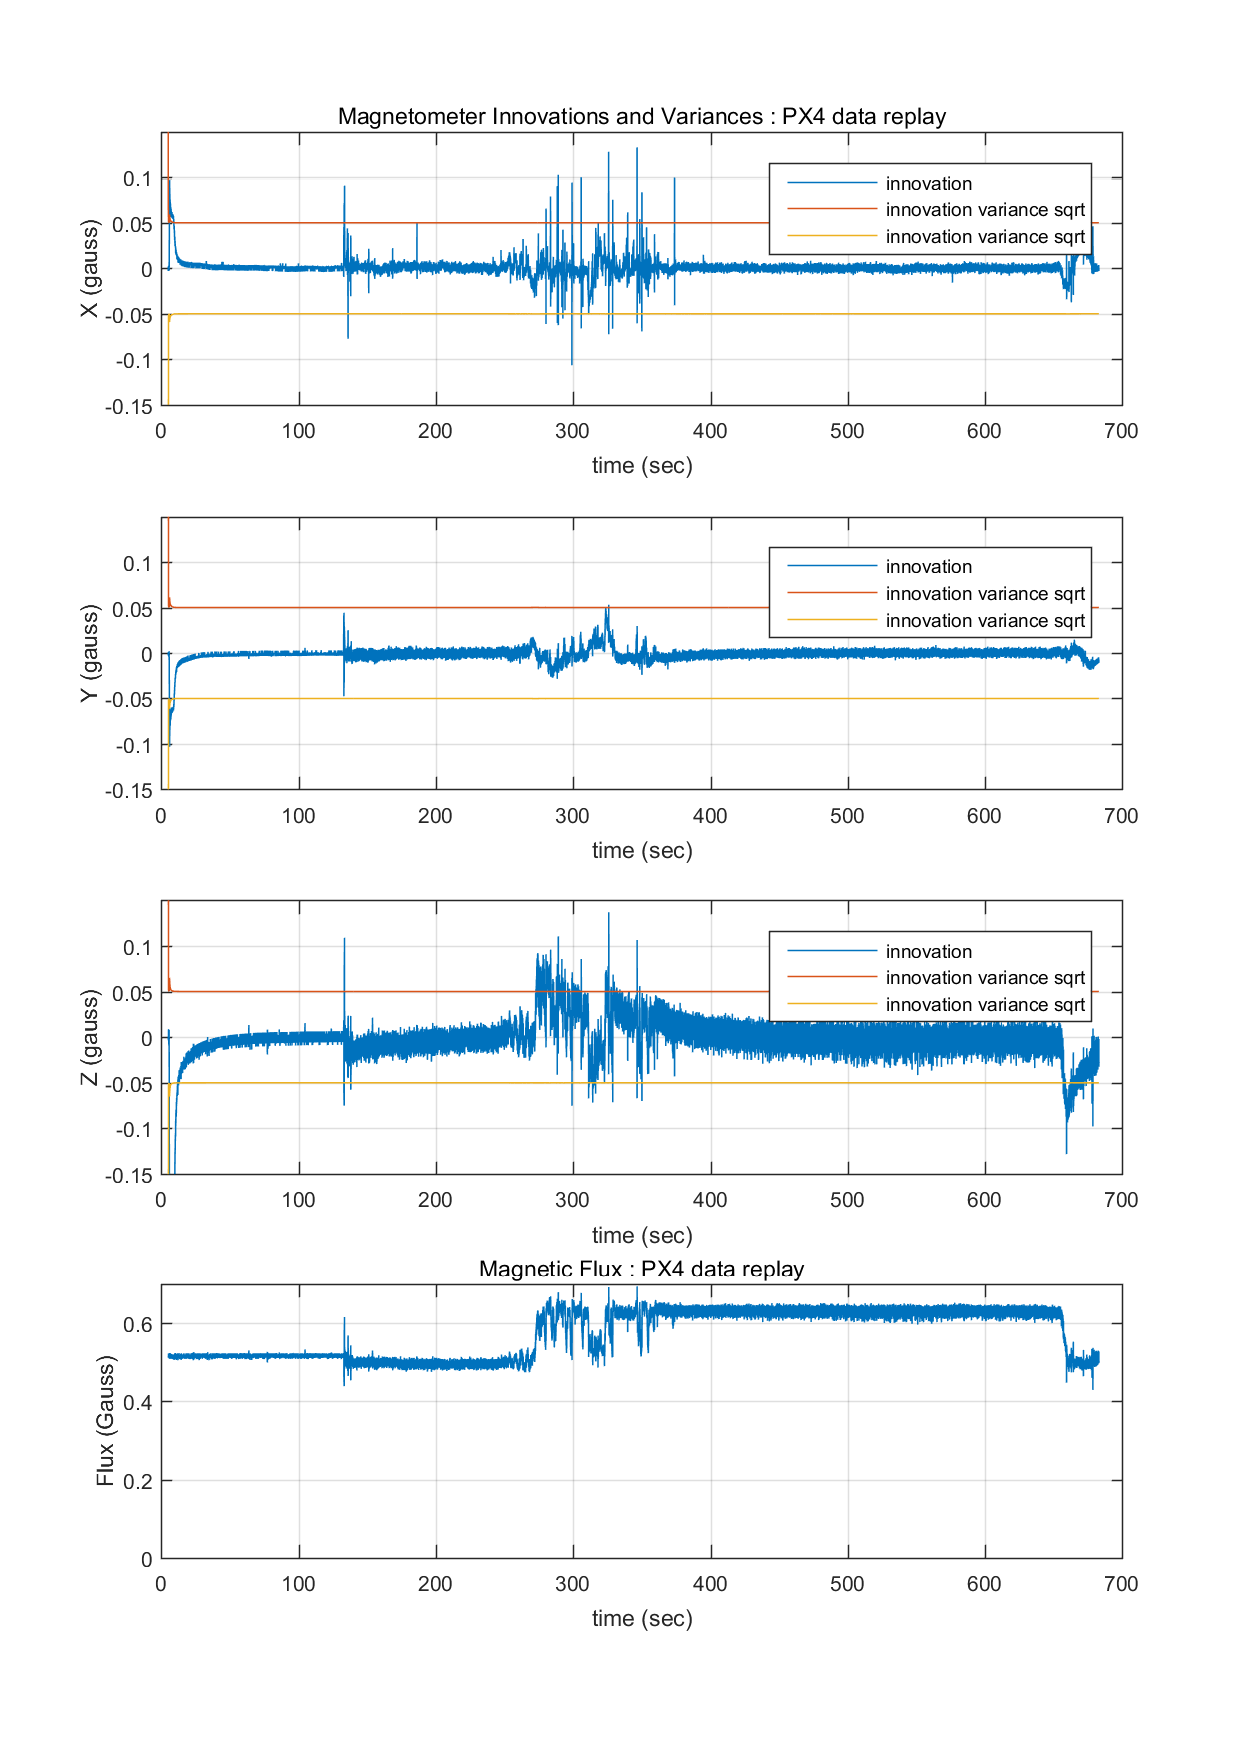 Magnetometer Innovations and Variances : PX4 data replay
X (gauss)
0.1
0.05
0
-0.05
-0.1
-0.15
innovation
innovation variance sqrt
innovation variance sqrt
0 100 200 300 400 500 600 700
time (sec)
Y (gauss)
0.1
0.05
0
-0.05
-0.1
-0.15
innovation
innovation variance sqrt
innovation variance sqrt
0 100 200 300 400 500 600 700
time (sec)
Z (gauss)
0.1
0.05
0
-0.05
-0.1
-0.15
innovation
innovation variance sqrt
innovation variance sqrt
0 100 200 300 400 500 600 700
time (sec)
Magnetic Flux : PX4 data replay
Flux (Gauss)
0.6
0.4
0.2
0
0 100 200 300 400 500 600 700
time (sec)